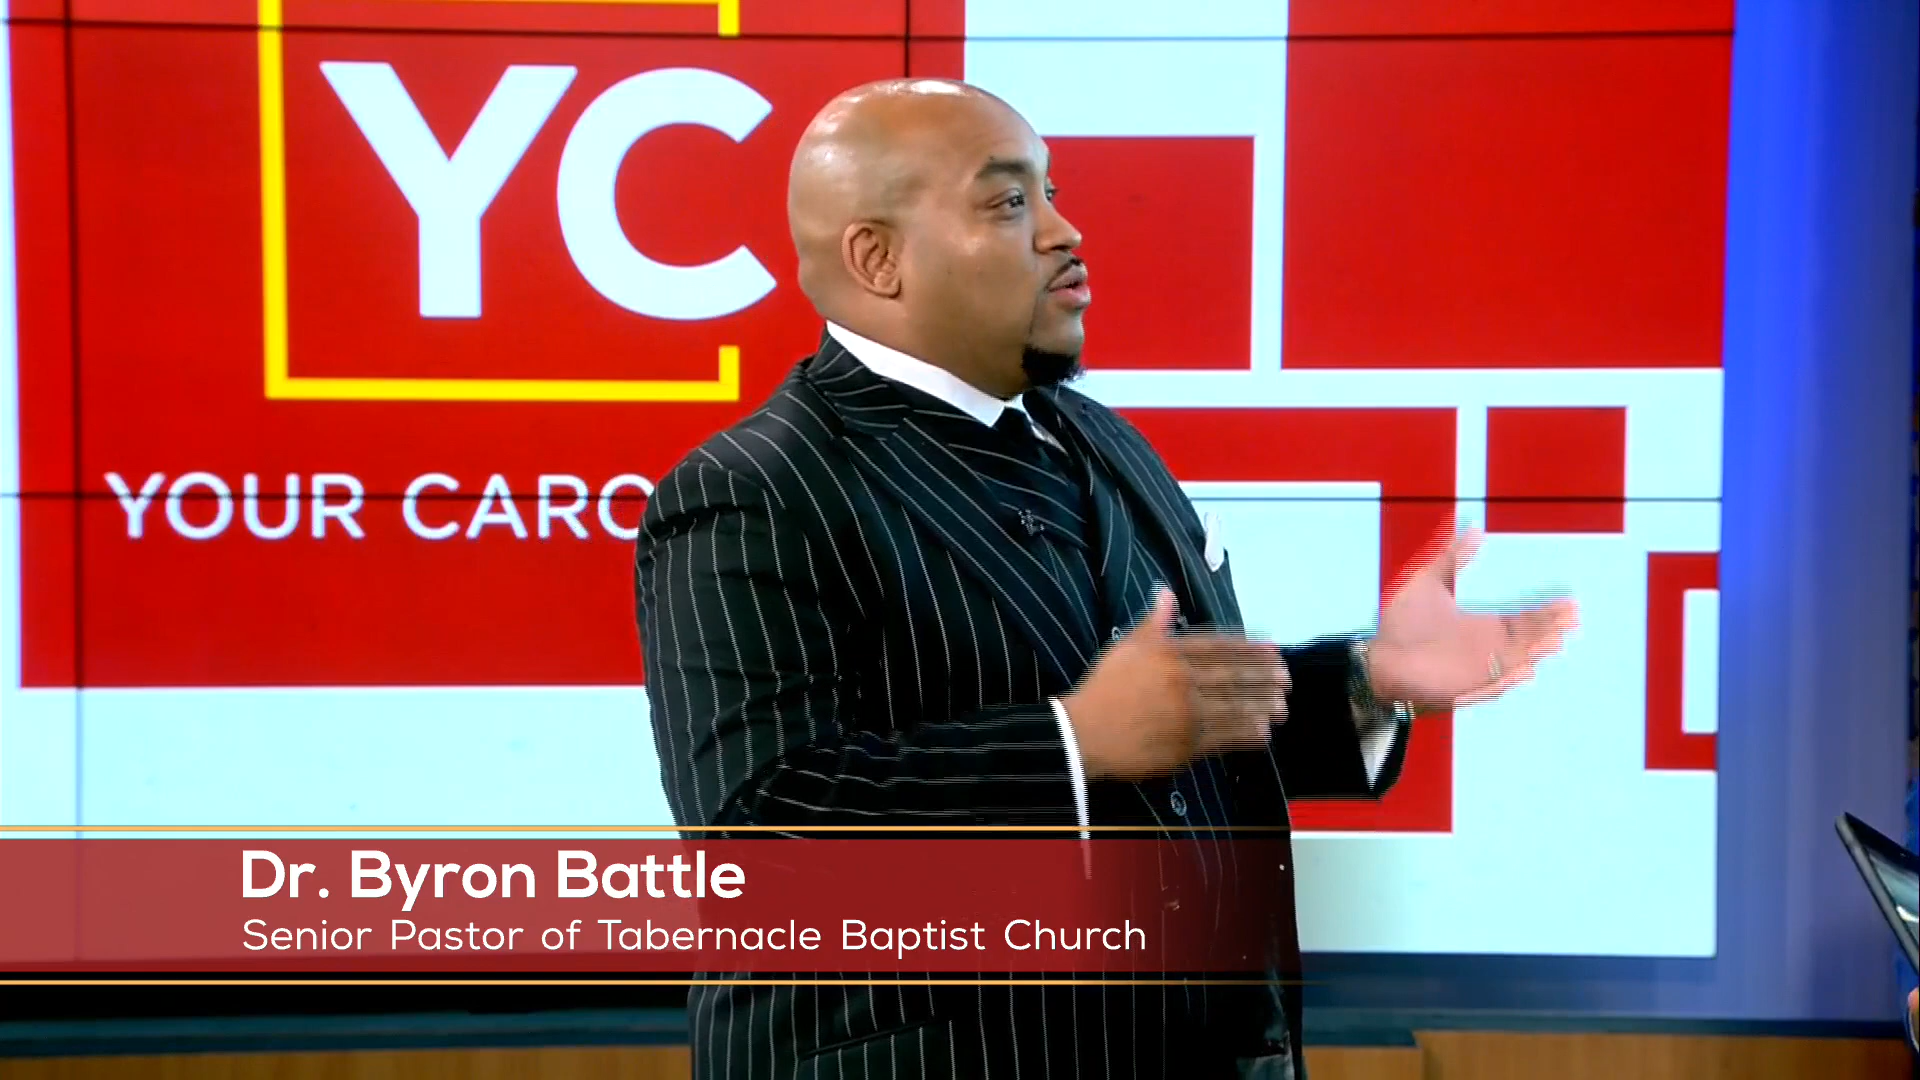 YC
YOUR CARO
Dr. Byron Battle
Senior Pastor of Tabernacle Baptist Church